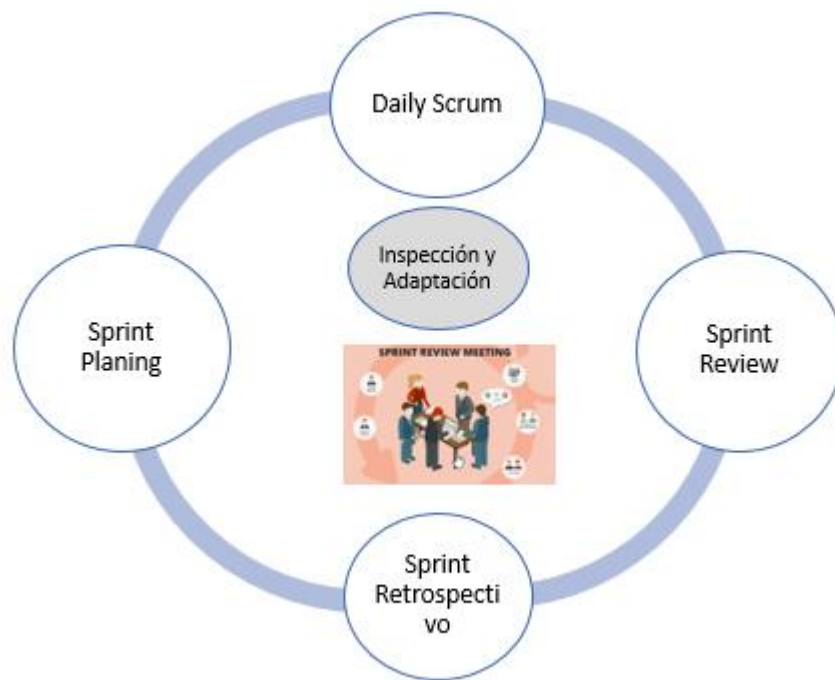 Daily Scrum
Inspección y
Adaptación
Sprint
Planing
Sprint
Review
SPRINT REVIEW MEETING
Sprint
Retrospecti
vo